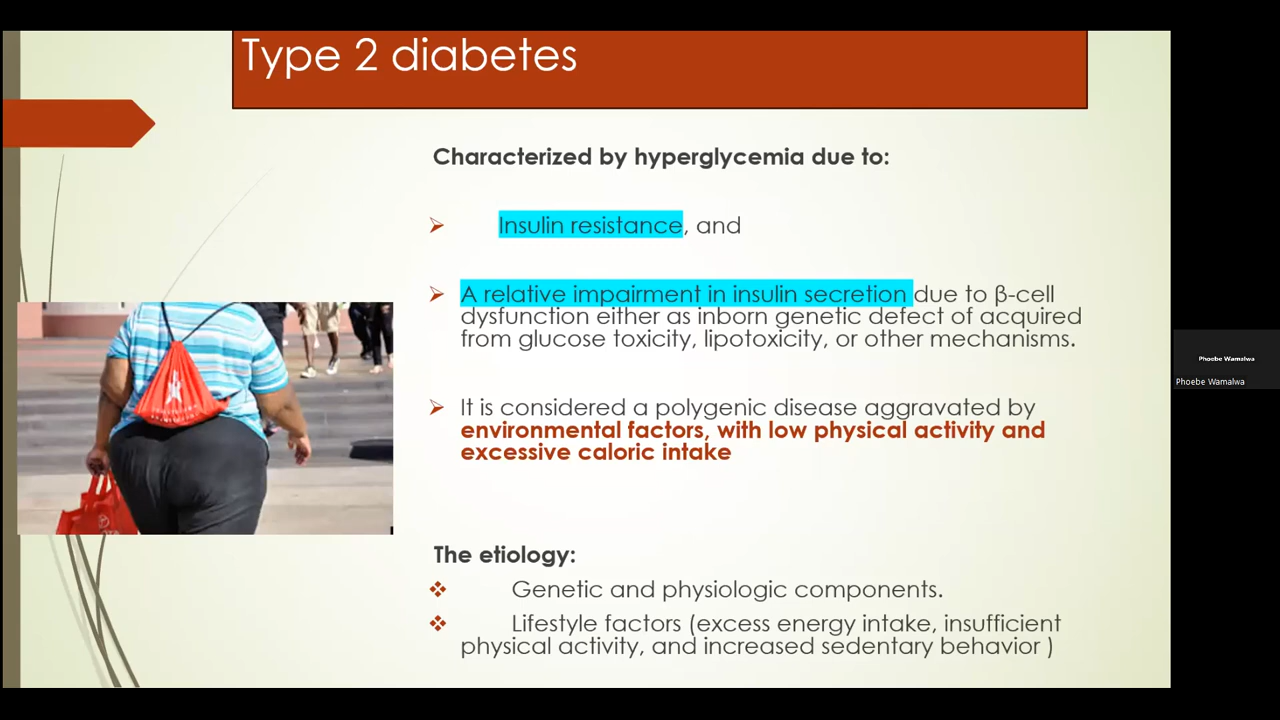 Type 2 diabetes
Characterized by hyperglycemia due to:
Insulin resistance, and
A relative impairment in insulin secretion due to β-cell
dysfunction either as inborn genetic defect of acquired
from glucose toxicity, lipotoxicity, or other mechanisms.
It is considered a polygenic disease aggravated by
environmental factors, with low physical activity and
excessive caloric intake
The etiology:
Genetic and physiologic components.
Lifestyle factors (excess energy intake, insufficient
physical activity, and increased sedentary behavior )
Phoebe Wamalwa
Phoebe Wamalwa